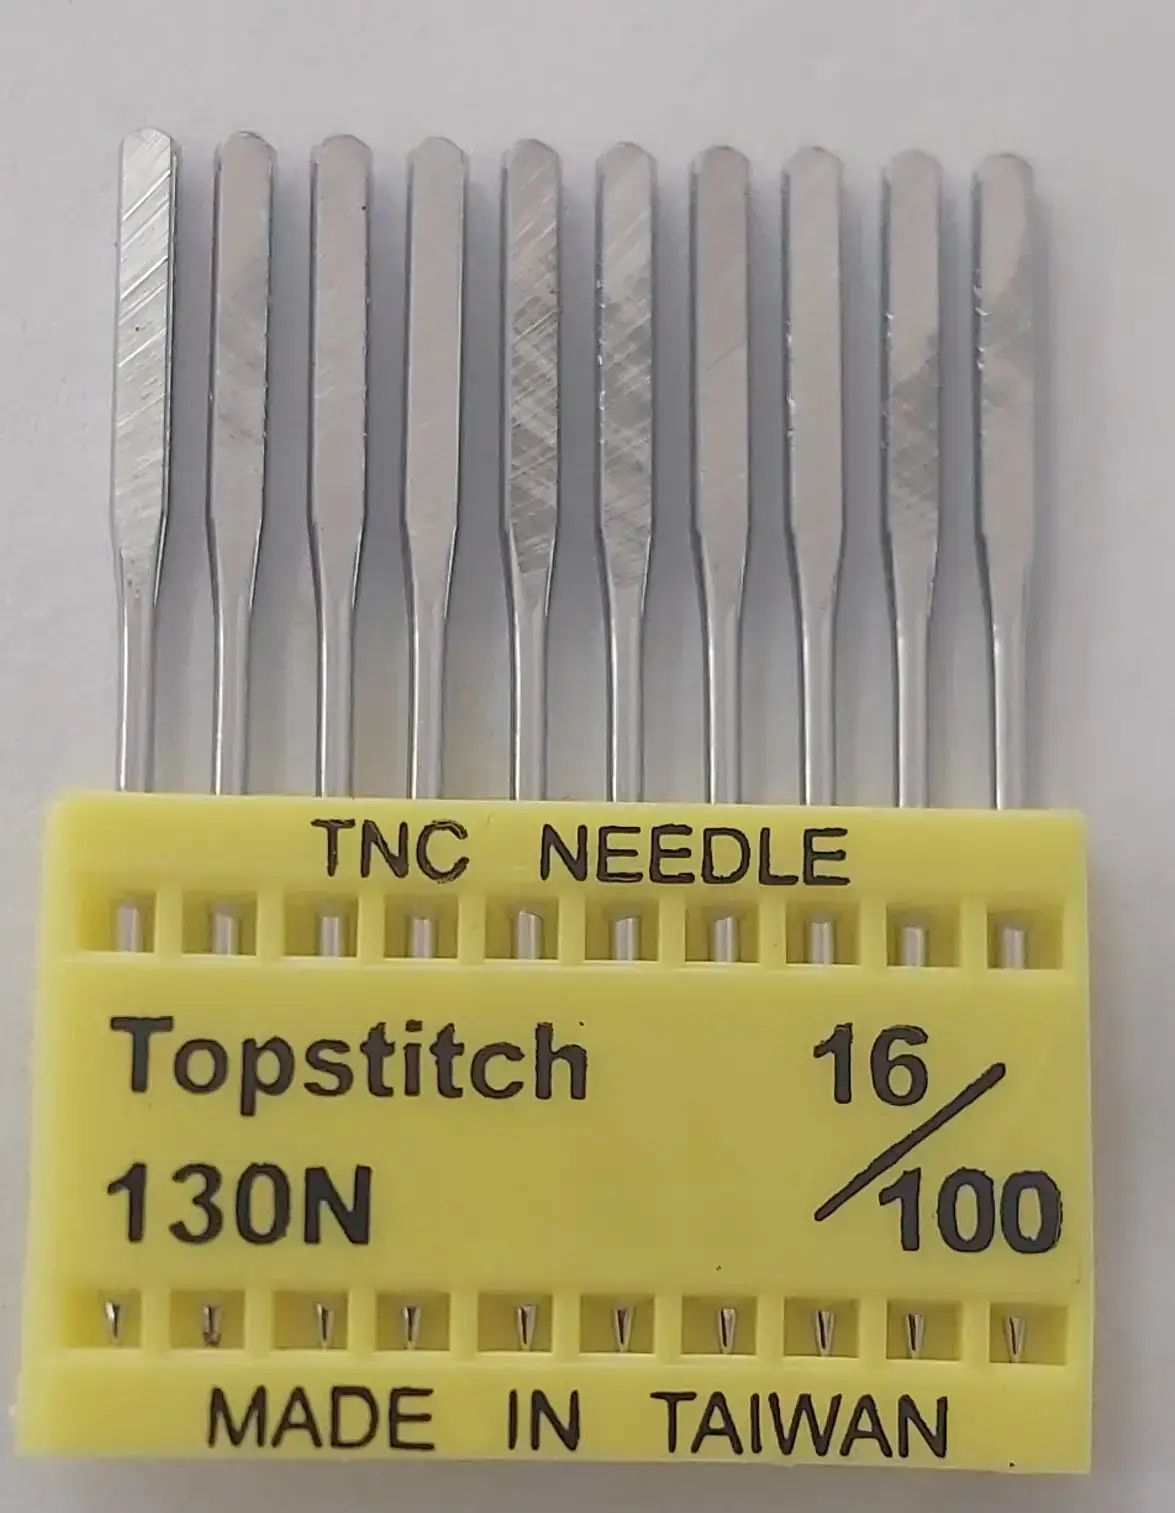 TNC NEEDLE
Topstitch 16/100
130N
MADE IN TAIWAN